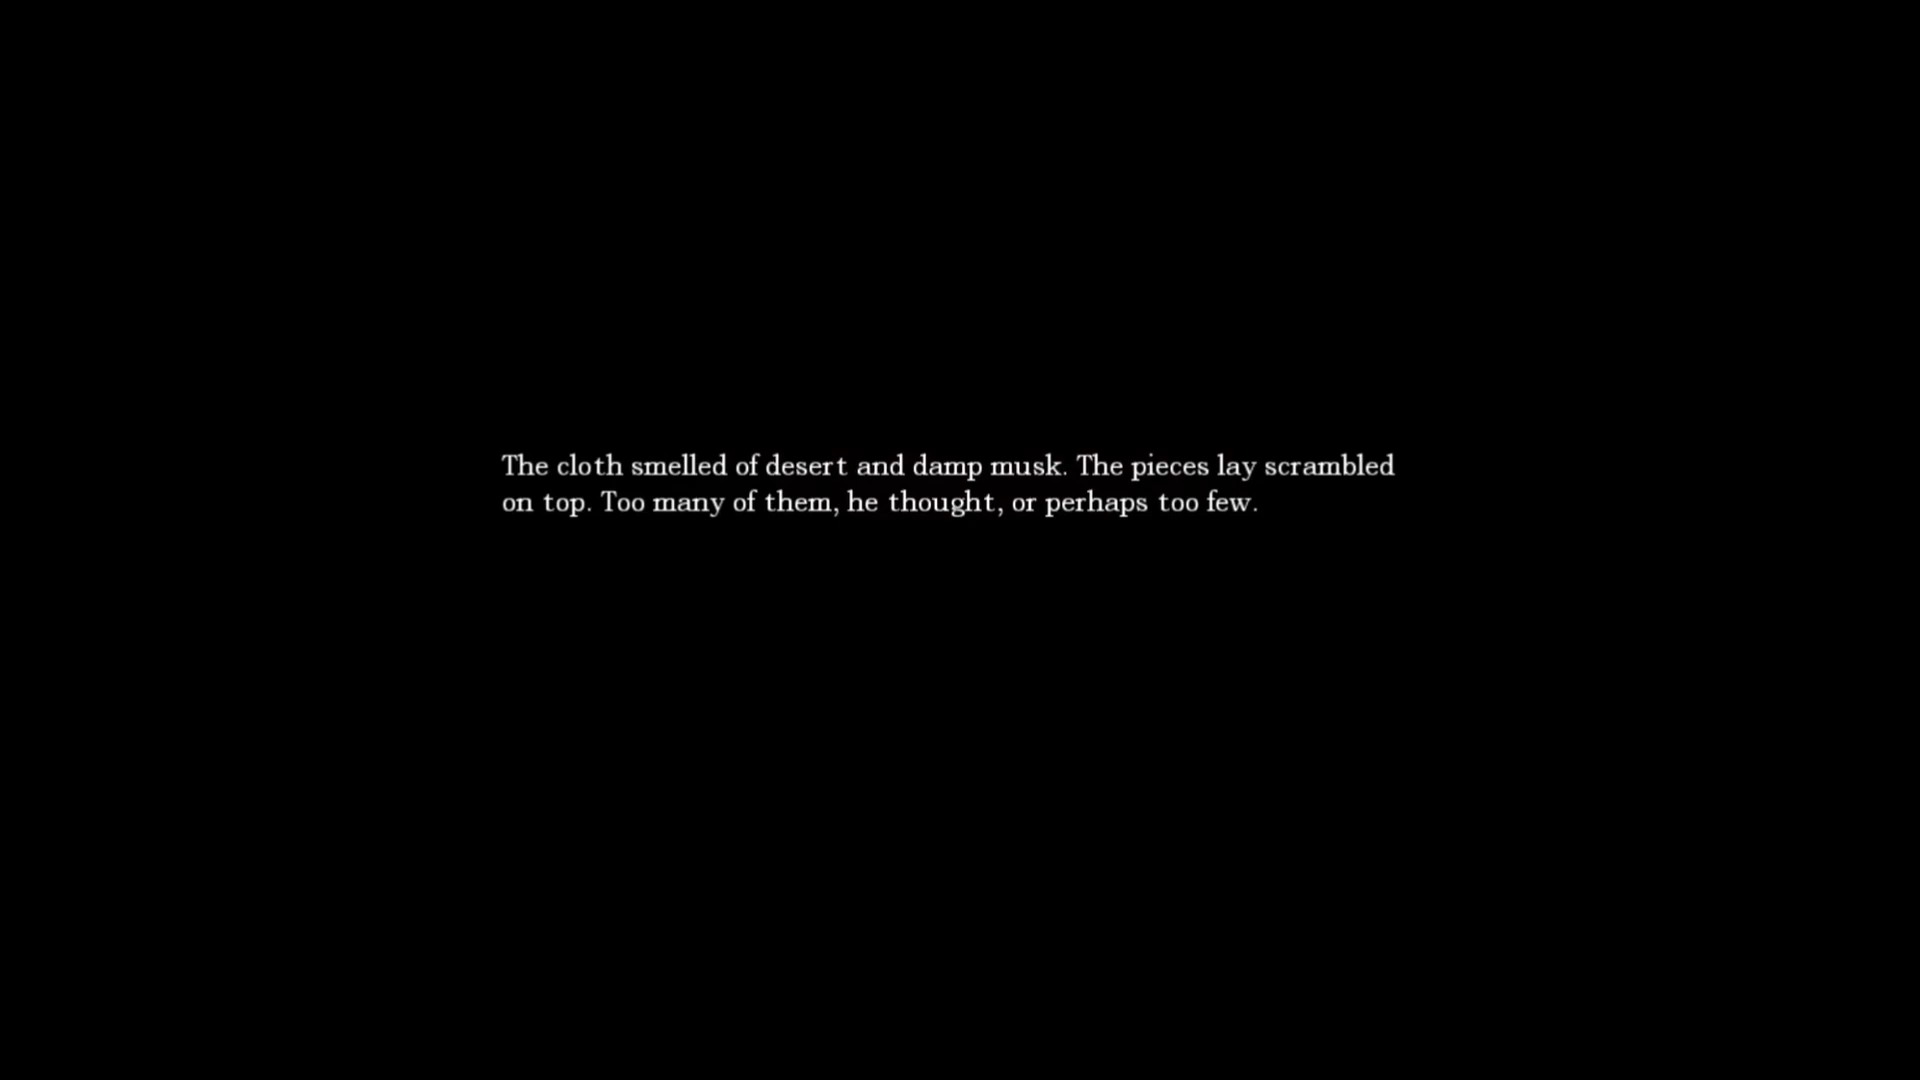 The cloth smelled of desert and damp musk. The pieces lay scrambled
on top. Too many of them, he thought, or perhaps too few.